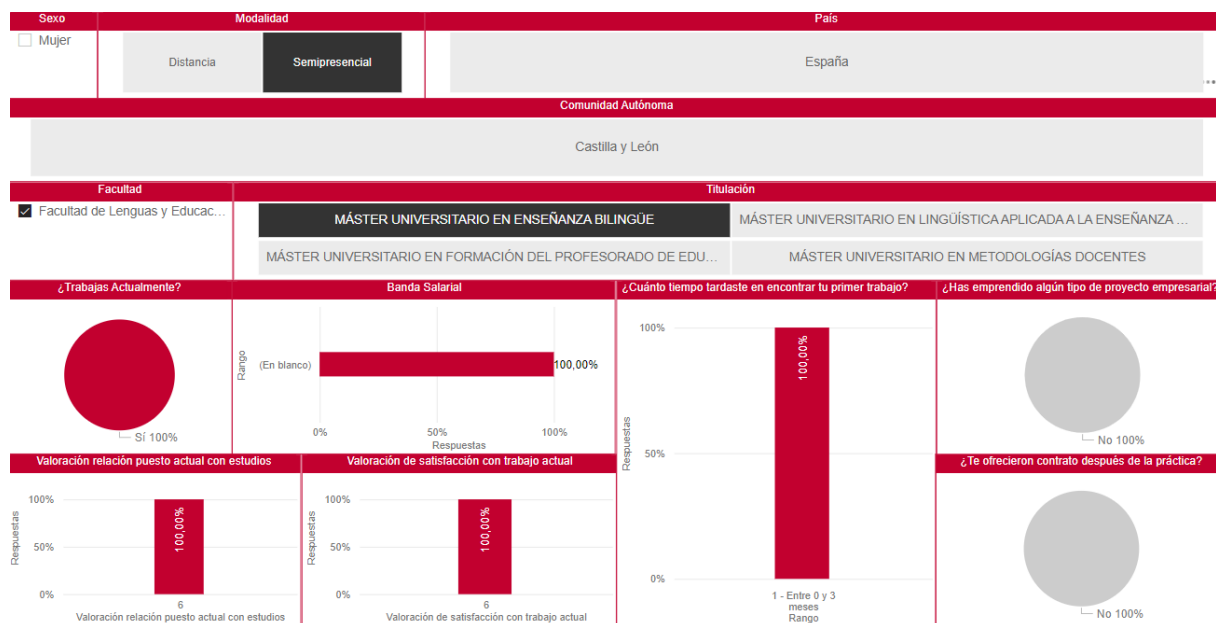 Sexo
Modalidad
País
Mujer
Distancia
Semipresencial
España
Comunidad Autónoma
Castilla y León
Facultad
Titulación
Facultad de Lenguas y Educac...
MÁSTER UNIVERSITARIO EN ENSEÑANZA BILINGÜE
MÁSTER UNIVERSITARIO EN LINGÜÍSTICA APLICADA A LA ENSEÑANZA ...
MÁSTER UNIVERSITARIO EN FORMACIÓN DEL PROFESORADO DE EDU...
MÁSTER UNIVERSITARIO EN METODOLOGÍAS DOCENTES
¿Trabajas Actualmente?
Sí 100%
Banda Salarial
Rango
(En blanco)
100,00%
0%
50%
100%
Respuestas
¿Cuánto tiempo tardaste en encontrar tu primer trabajo?
100%
50%
0%
Respuestas
100,00%
1 - Entre 0 y 3
meses
Rango
¿Has emprendido algún tipo de proyecto empresarial?
No 100%
Valoración relación puesto actual con estudios
100%
50%
0%
Respuestas
100,00%
6
Valoración relación puesto actual con estudios
Valoración de satisfacción con trabajo actual
100%
50%
0%
Respuestas
100,00%
6
Valoración de satisfacción con trabajo actual
¿Te ofrecieron contrato después de la práctica?
No 100%